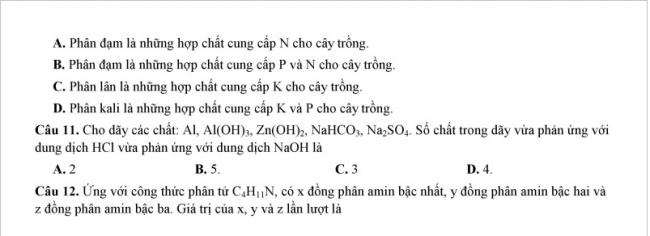 A. Phân đạm là những hợp chất cung cấp N cho cây trồng.
B. Phân đạm là những hợp chất cung cấp P và N cho cây trồng.
C. Phân lân là những hợp chất cung cấp K cho cây trồng.
D. Phân kali là những hợp chất cung cấp K và P cho cây trồng.
Câu 11. Cho dãy các chất: Al, Al(OH)₃, Zn(OH)₂, NaHCO₃, Na₂SO₄. Số chất trong dãy vừa phản ứng với
dung dịch HCl vừa phản ứng với dung dịch NaOH là
A. 2 B. 5. C. 3 D. 4.
Câu 12. Ứng với công thức phân tử C₄H₁₁N, có x đồng phân amin bậc nhất, y đồng phân amin bậc hai và
z đồng phân amin bậc ba. Giá trị của x, y và z lần lượt là